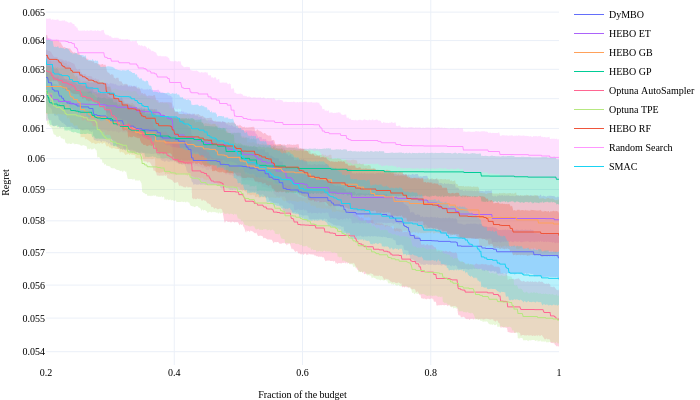 0.065
0.064
0.063
0.062
0.061
0.06
0.059
0.058
0.057
0.056
0.055
0.054
Regret
0.2
0.4
0.6
0.8
1
Fraction of the budget
DyMBO
HEBO ET
HEBO GB
HEBO GP
Optuna AutoSampler
Optuna TPE
HEBO RF
Random Search
SMAC